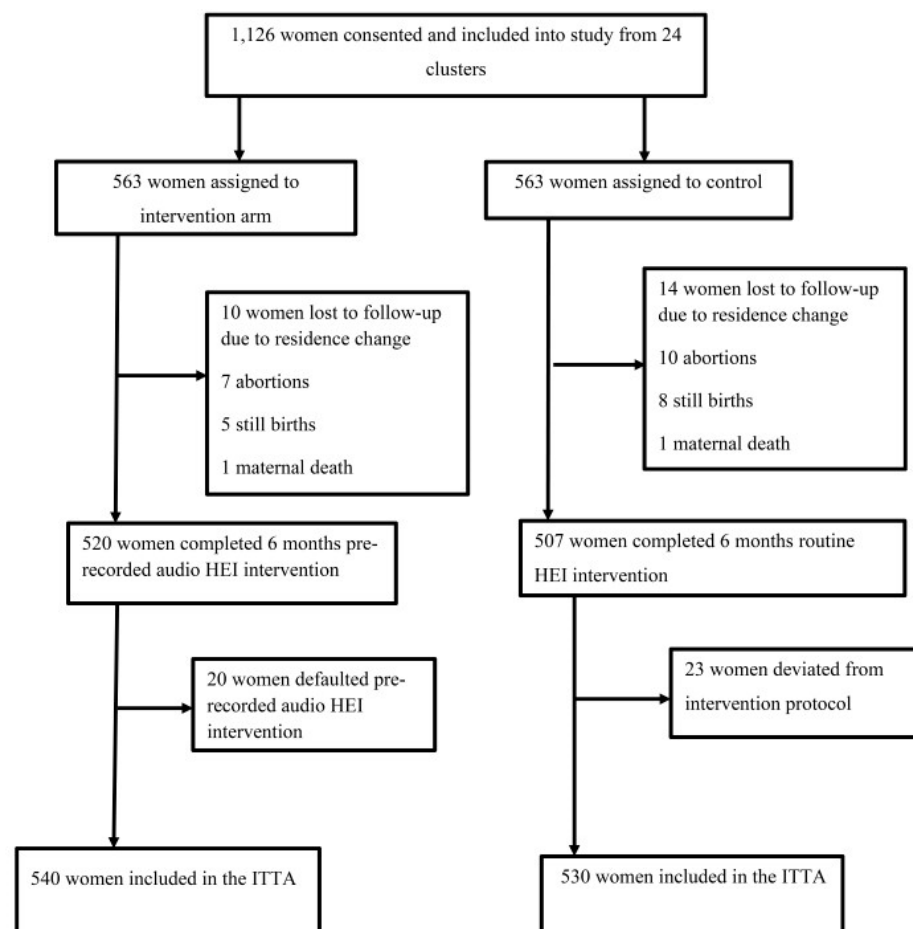 1,126 women consented and included into study from 24
clusters
563 women assigned to
intervention arm
563 women assigned to control
10 women lost to follow-up
due to residence change
7 abortions
5 still births
1 maternal death
14 women lost to follow-up
due to residence change
10 abortions
8 still births
1 maternal death
520 women completed 6 months pre-
recorded audio HEI intervention
507 women completed 6 months routine
HEI intervention
20 women defaulted pre-
recorded audio HEI
intervention
23 women deviated from
intervention protocol
540 women included in the ITTA
530 women included in the ITTA